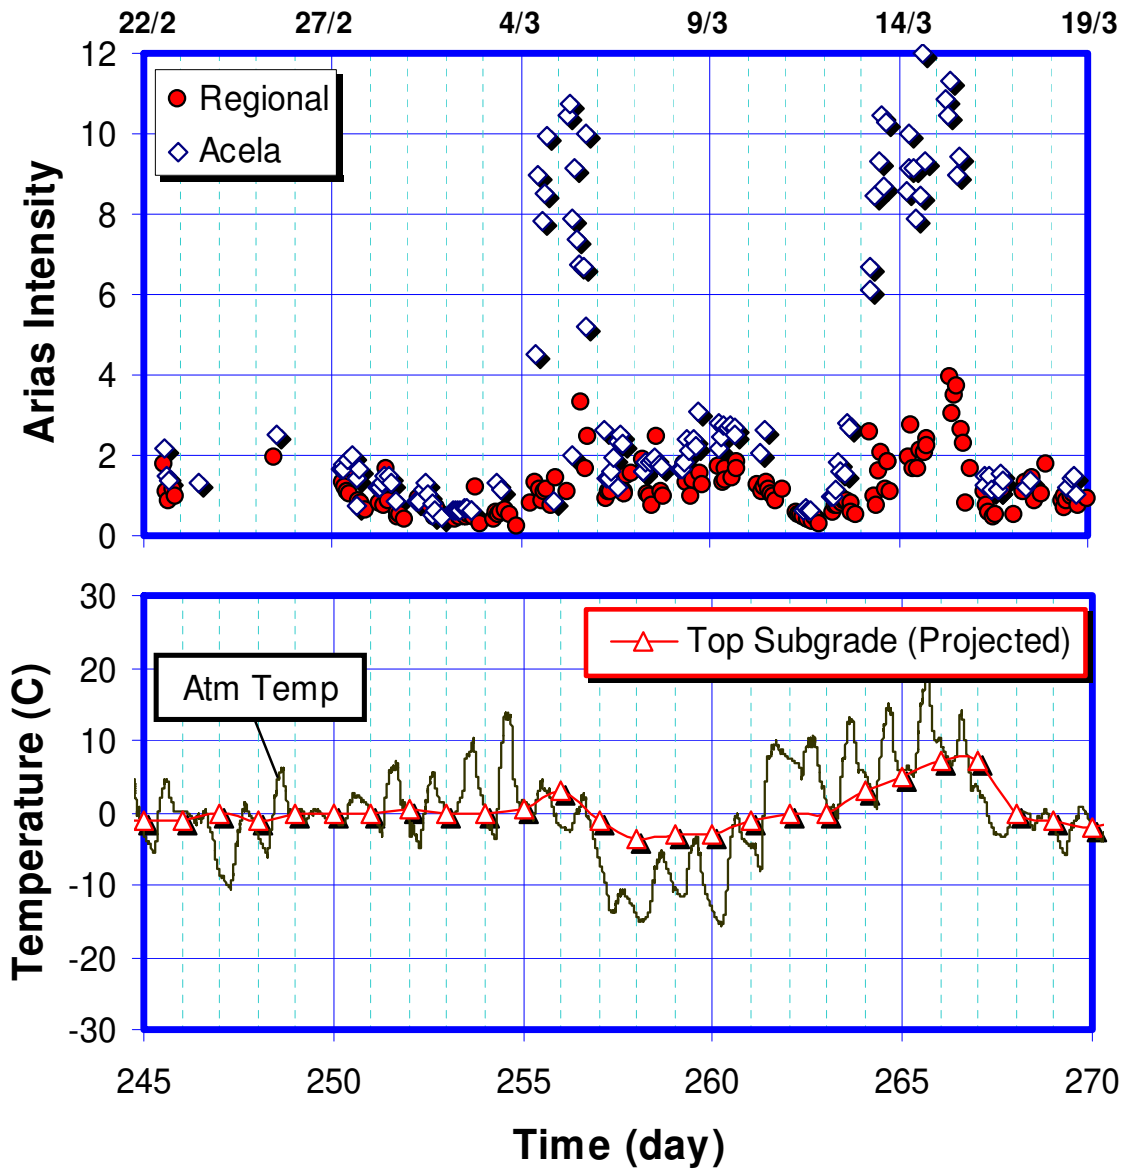 22/2 27/2 4/3 9/3 14/3 19/3
12
Regional
Acela
10
8
6
4
2
0
Arias Intensity
30
Top Subgrade (Projected)
20
Atm Temp
10
0
-10
-20
-30
Temperature (C)
245 250 255 260 265 270
Time (day)